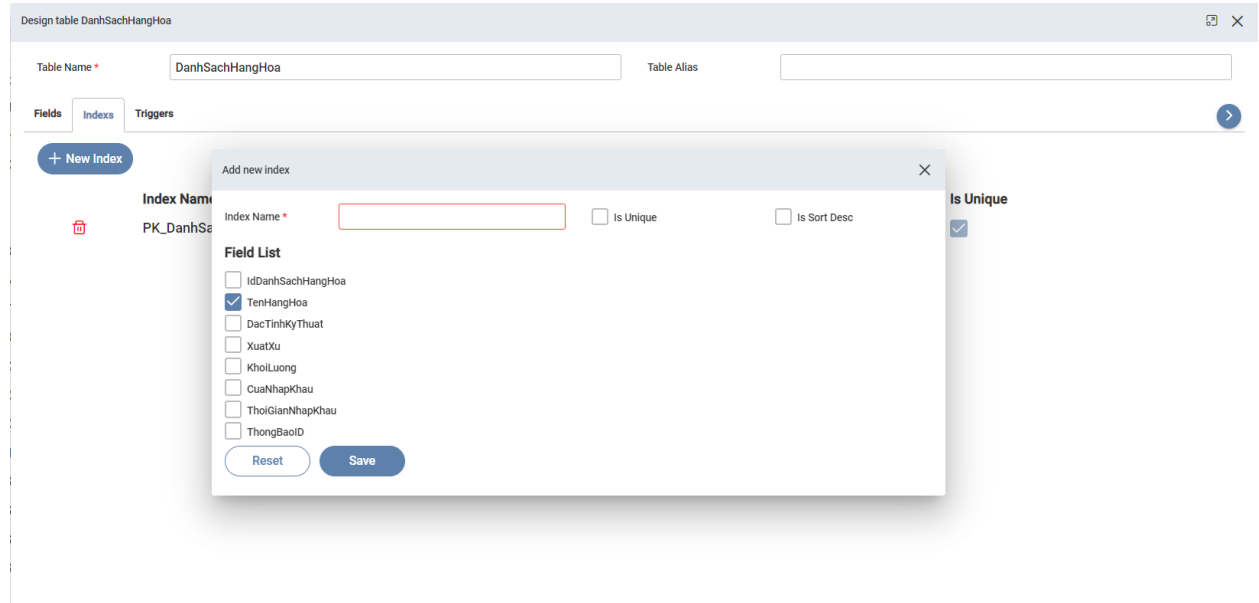 Design table DanhSachHangHoa
Table Name *
DanhSachHangHoa
Table Alias
Fields
Indexs
Triggers
+ New Index
Index Name
Is Unique
PK_DanhSa
Add new index
Index Name *
Is Unique
Is Sort Desc
Field List
IdDanhSachHangHoa
TenHangHoa
DacTinhKyThuat
XuatXu
KhoiLuong
CuaNhapKhau
ThoiGianNhapKhau
ThongBaoID
Reset
Save